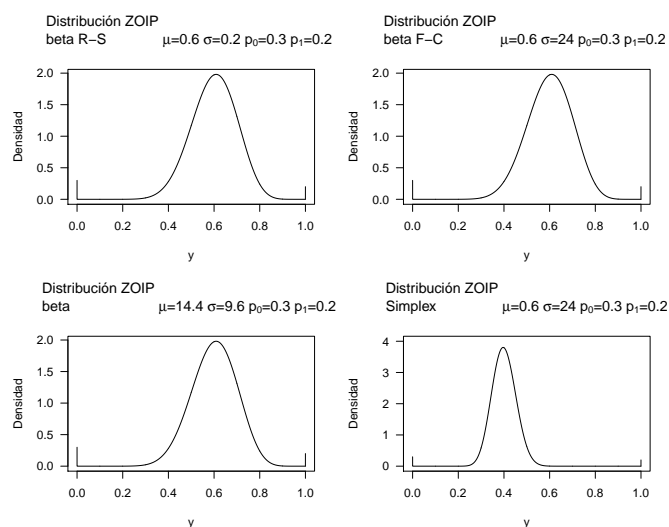 Distribución ZOIP
beta R−S μ=0.6 σ=0.2 p₀=0.3 p₁=0.2
Densidad
2.0
1.5
1.0
0.5
0.0
0.0 0.2 0.4 0.6 0.8 1.0
y
Distribución ZOIP
beta F−C μ=0.6 σ=24 p₀=0.3 p₁=0.2
Densidad
2.0
1.5
1.0
0.5
0.0
0.0 0.2 0.4 0.6 0.8 1.0
y
Distribución ZOIP
beta μ=14.4 σ=9.6 p₀=0.3 p₁=0.2
Densidad
2.0
1.5
1.0
0.5
0.0
0.0 0.2 0.4 0.6 0.8 1.0
y
Distribución ZOIP
Simplex μ=0.6 σ=24 p₀=0.3 p₁=0.2
Densidad
4
3
2
1
0
0.0 0.2 0.4 0.6 0.8 1.0
y